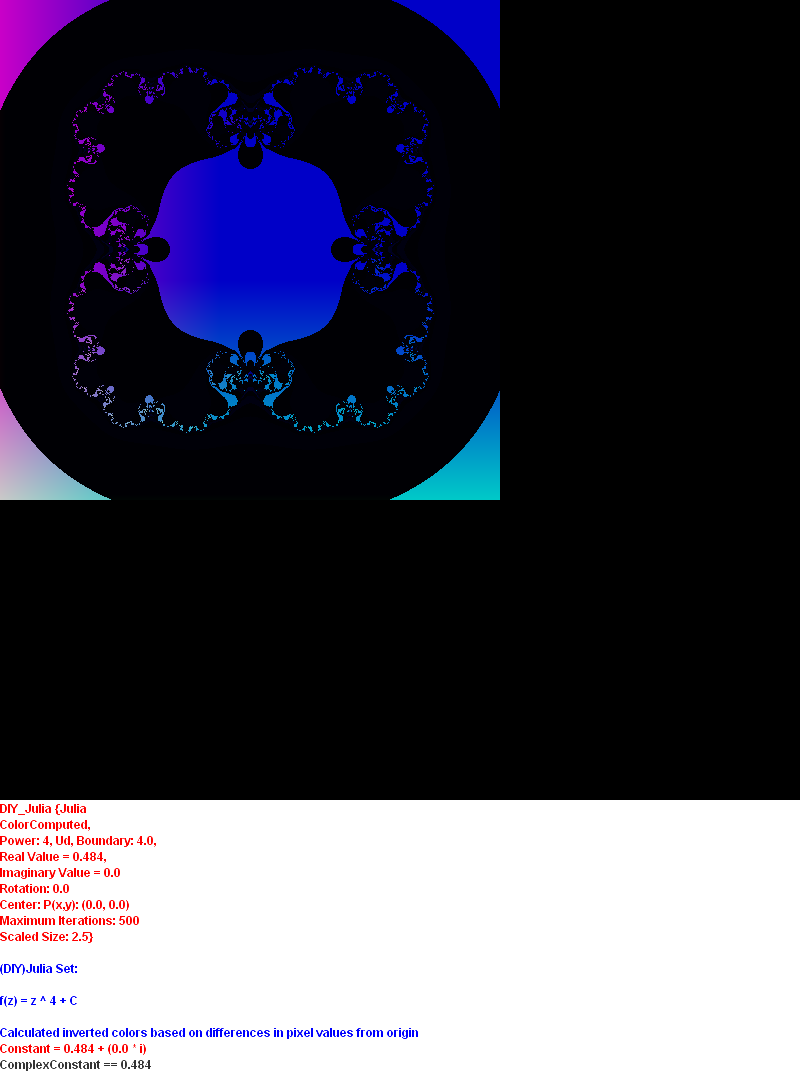 DIY_Julia {Julia
ColorComputed,
Power: 4, Ud, Boundary: 4.0,
Real Value = 0.484,
Imaginary Value = 0.0
Rotation: 0.0
Center: P(x,y): (0.0, 0.0)
Maximum Iterations: 500
Scaled Size: 2.5}
(DIY)Julia Set:
f(z) = z ^ 4 + C
Calculated inverted colors based on differences in pixel values from origin
Constant = 0.484 + (0.0 * i)
ComplexConstant == 0.484